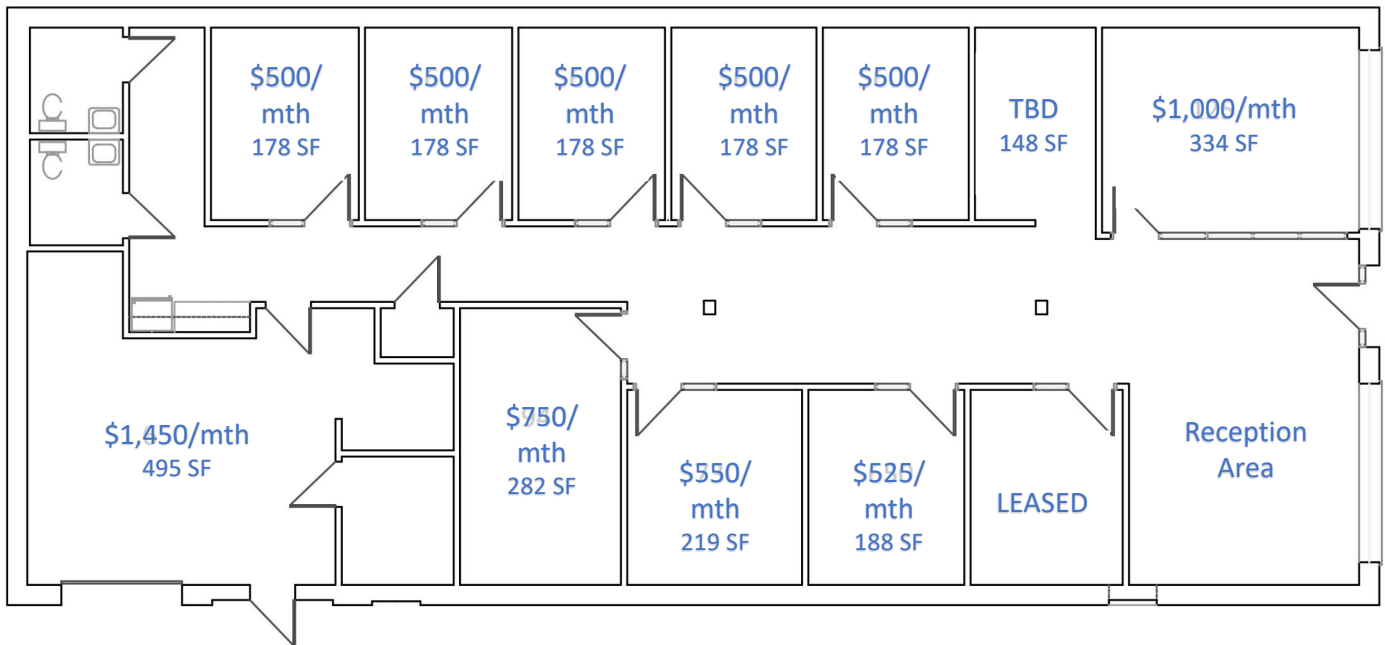 $500/
mth
178 SF
$500/
mth
178 SF
$500/
mth
178 SF
$500/
mth
178 SF
$500/
mth
178 SF
TBD
148 SF
$1,000/mth
334 SF
$1,450/mth
495 SF
$750/
mth
282 SF
$550/
mth
219 SF
$525/
mth
188 SF
LEASED
Reception
Area